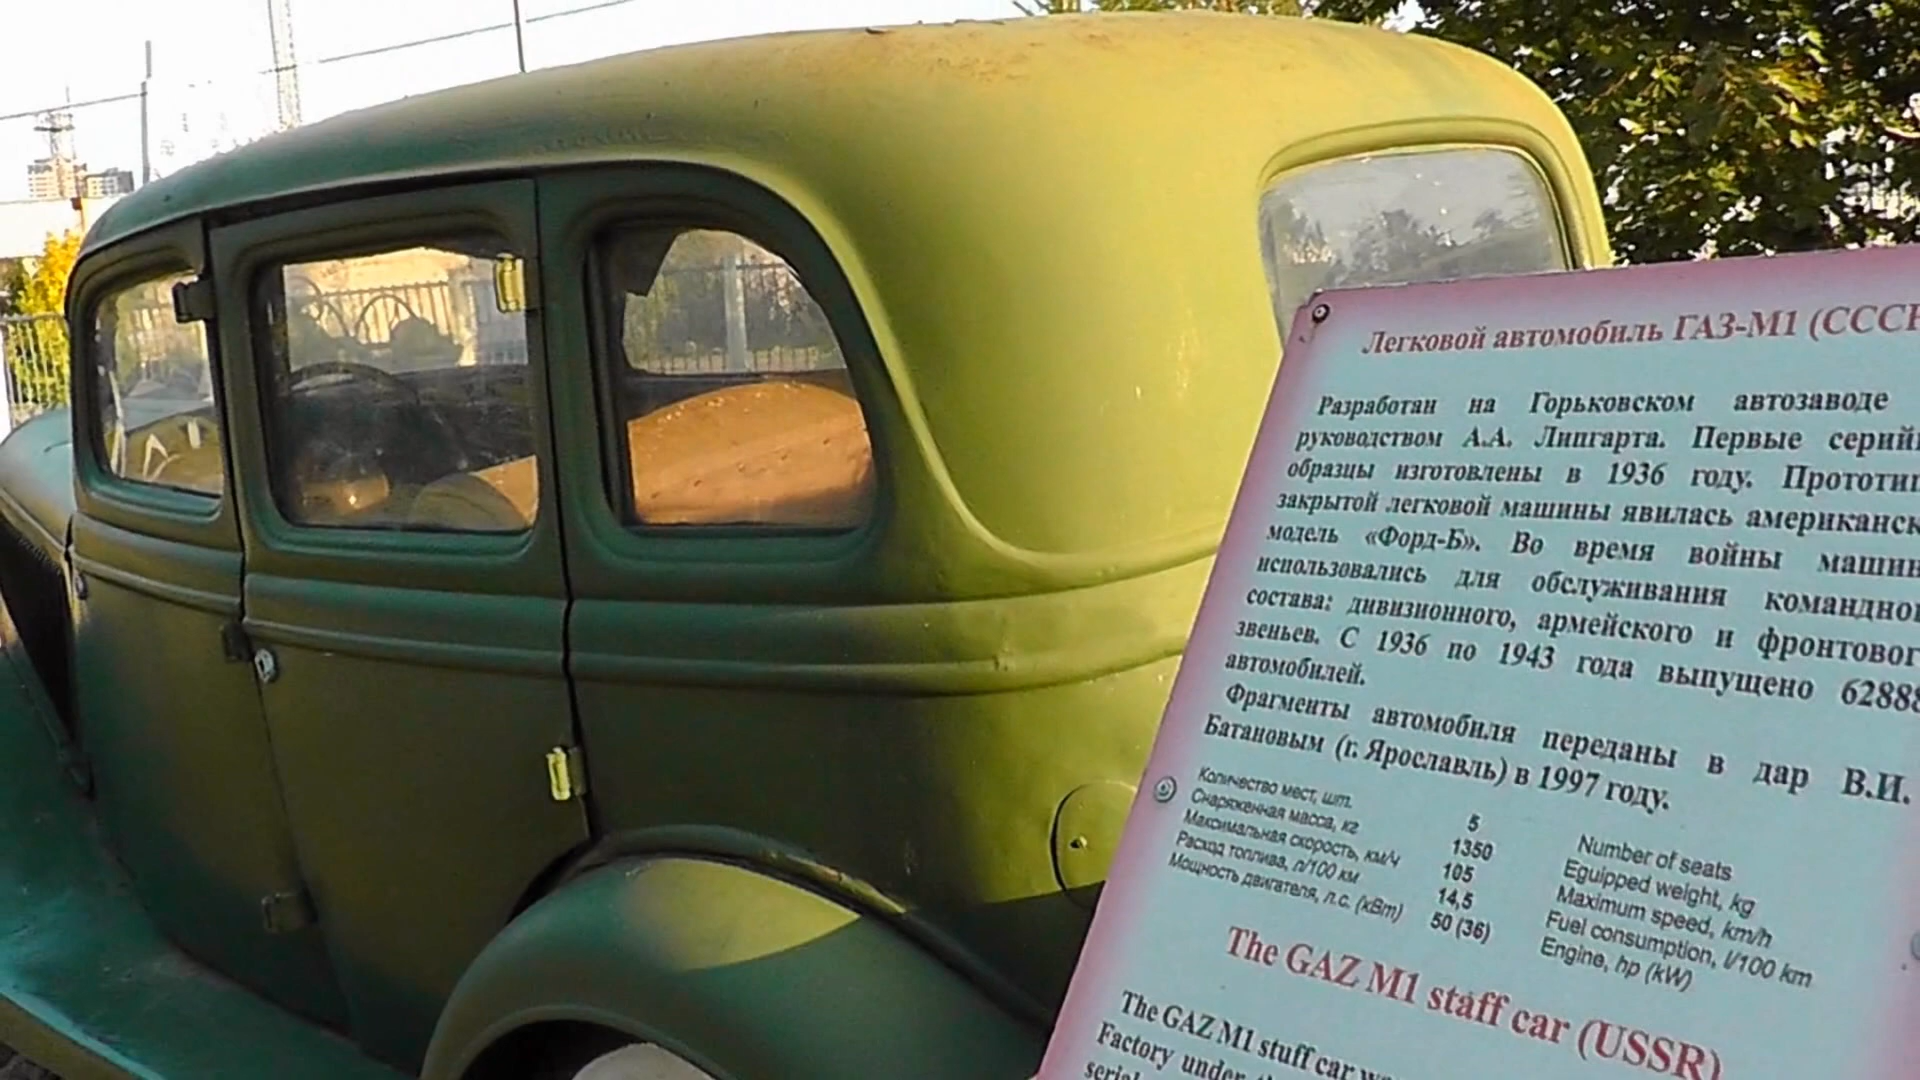 Легковой автомобиль ГАЗ-М1 (СССР
Разработан на Горьковском автозаводе
руководством А.А. Липгарта. Первые серийн
образцы изготовлены в 1936 году. Прототип
закрытой легковой машины явилась американск
модель «Форд-Б». Во время войны машин
использовались для обслуживания командног
состава: дивизионного, армейского и фронтового
звеньев. С 1936 по 1943 года выпущено 62888
автомобилей.
Фрагменты автомобиля переданы в дар В.И.
Батановым (г. Ярославль) в 1997 году.
Количество мест, шт. 5 Number of seats
Снаряженная масса, кг 1350 Eguipped weight, kg
Максимальная скорость, км/ч 105 Maximum speed, km/h
Расход топлива, л/100 км 14,5 Fuel consumption, l/100 km
Мощность двигателя, л.с. (кВт) 50 (36) Engine, hp (kW)
The GAZ M1 staff car (USSR)
The GAZ M1 stuff car
Factory under
serial